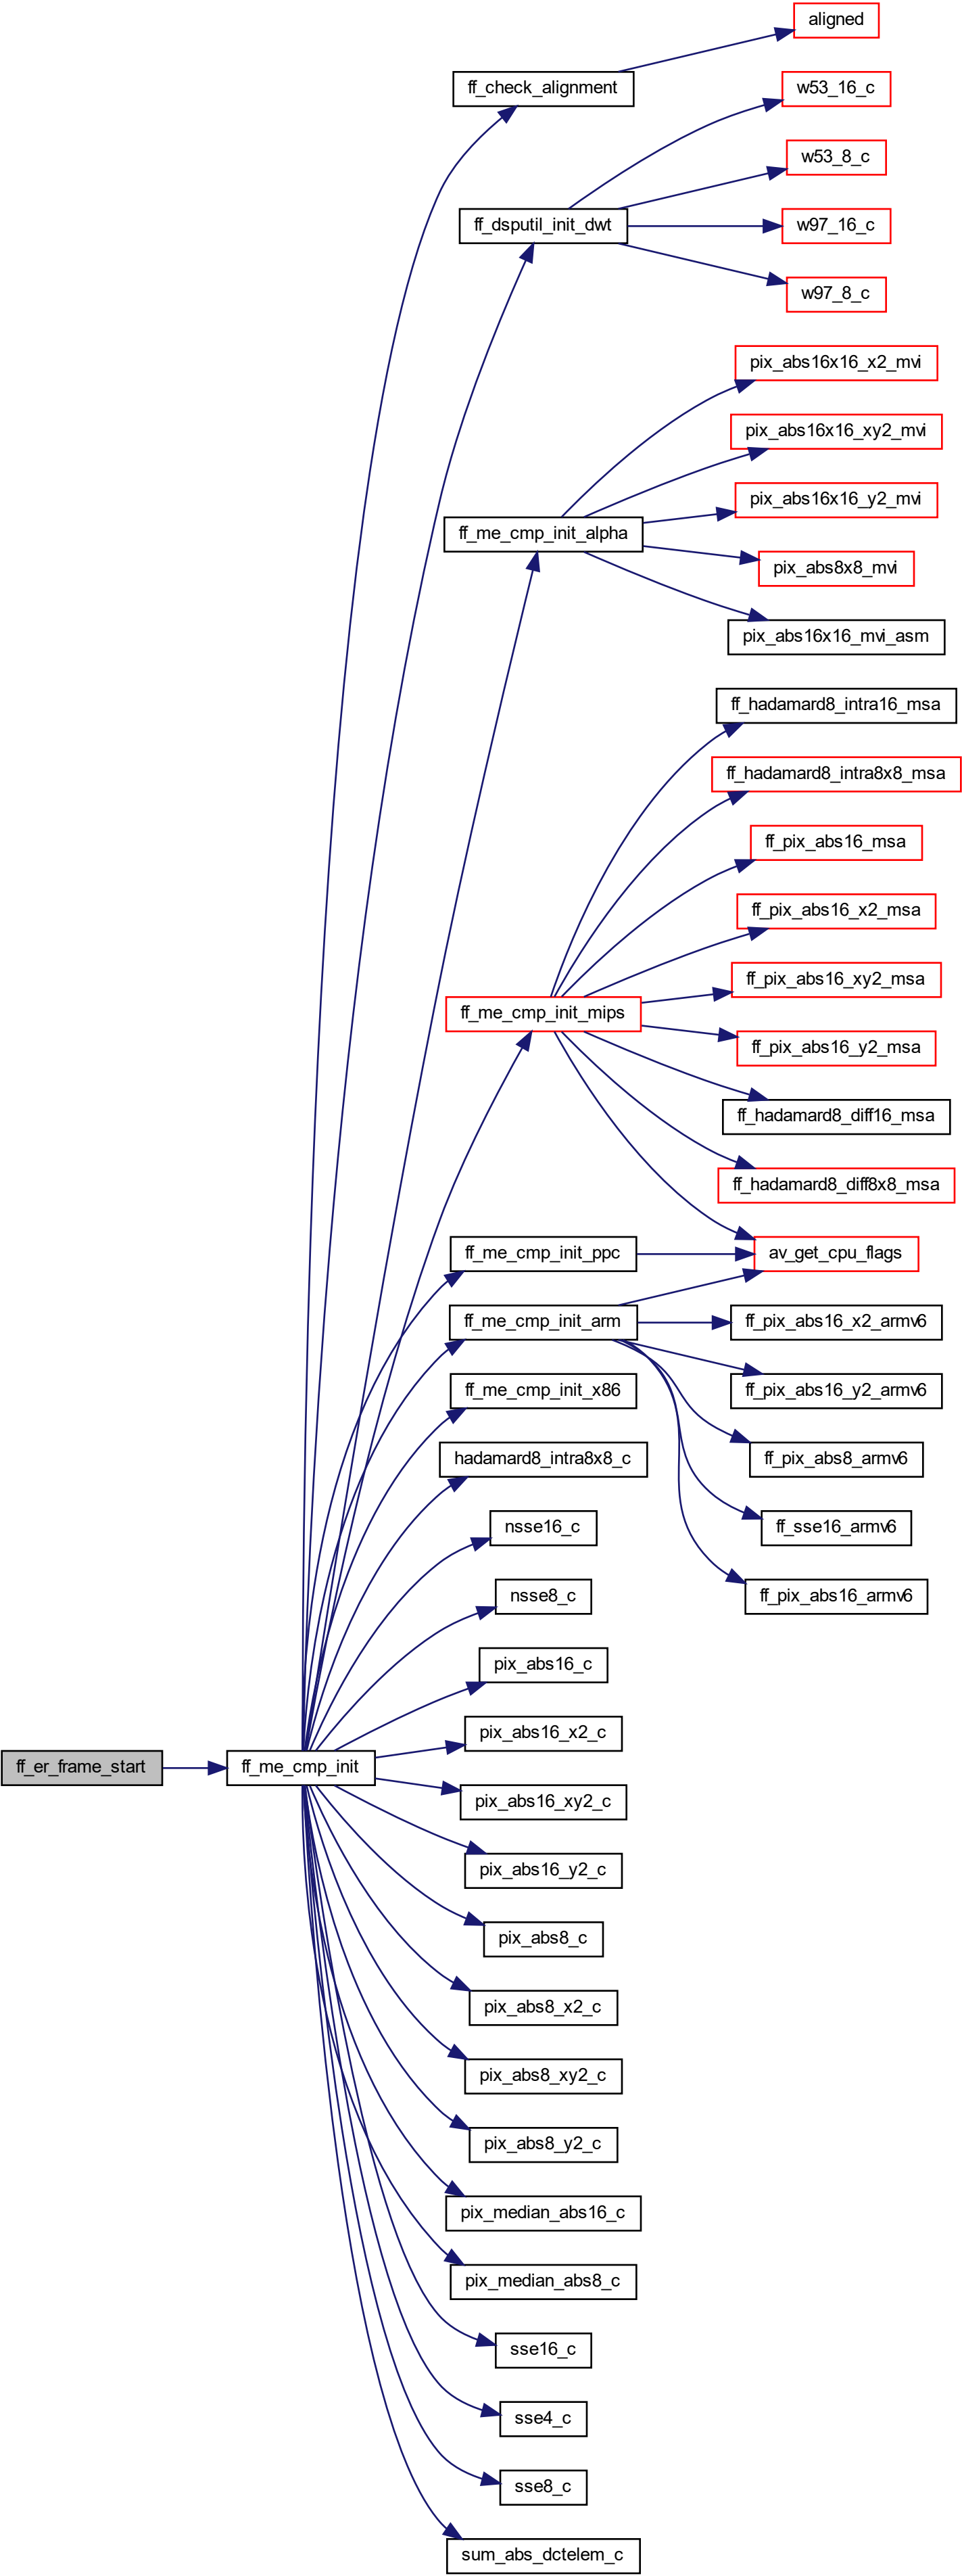 aligned
ff_check_alignment
w53_16_c
w53_8_c
ff_dsputil_init_dwt
w97_16_c
w97_8_c
pix_abs16x16_x2_mvi
pix_abs16x16_xy2_mvi
pix_abs16x16_y2_mvi
ff_me_cmp_init_alpha
pix_abs8x8_mvi
pix_abs16x16_mvi_asm
ff_hadamard8_intra16_msa
ff_hadamard8_intra8x8_msa
ff_pix_abs16_msa
ff_pix_abs16_x2_msa
ff_pix_abs16_xy2_msa
ff_me_cmp_init_mips
ff_pix_abs16_y2_msa
ff_hadamard8_diff16_msa
ff_hadamard8_diff8x8_msa
ff_me_cmp_init_ppc
av_get_cpu_flags
ff_me_cmp_init_arm
ff_pix_abs16_x2_armv6
ff_me_cmp_init_x86
ff_pix_abs16_y2_armv6
hadamard8_intra8x8_c
ff_pix_abs8_armv6
nsse16_c
ff_sse16_armv6
nsse8_c
ff_pix_abs16_armv6
pix_abs16_c
pix_abs16_x2_c
ff_er_frame_start
ff_me_cmp_init
pix_abs16_xy2_c
pix_abs16_y2_c
pix_abs8_c
pix_abs8_x2_c
pix_abs8_xy2_c
pix_abs8_y2_c
pix_median_abs16_c
pix_median_abs8_c
sse16_c
sse4_c
sse8_c
sum_abs_dctelem_c